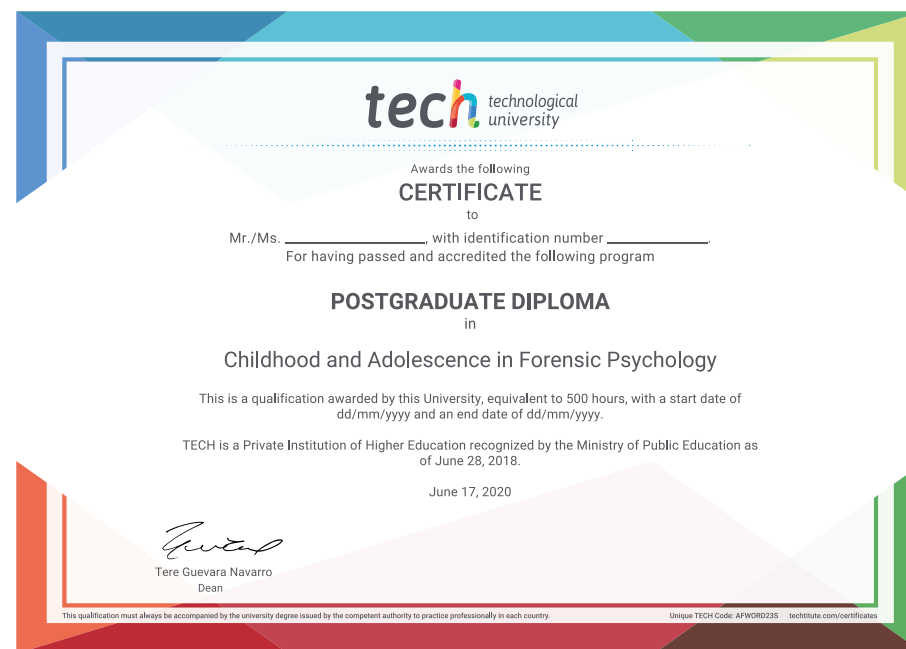 tech technological
university
Awards the following
CERTIFICATE
to
Mr./Ms. ____________________, with identification number ______________.
For having passed and accredited the following program
POSTGRADUATE DIPLOMA
in
Childhood and Adolescence in Forensic Psychology
This is a qualification awarded by this University, equivalent to 500 hours, with a start date of
dd/mm/yyyy and an end date of dd/mm/yyyy.
TECH is a Private Institution of Higher Education recognized by the Ministry of Public Education as
of June 28, 2018.
June 17, 2020
Tere Guevara Navarro
Dean
This qualification must always be accompanied by the university degree issued by the competent authority to practice professionally in each country. Unique TECH Code: AFWORD23S techtitute.com/certificates